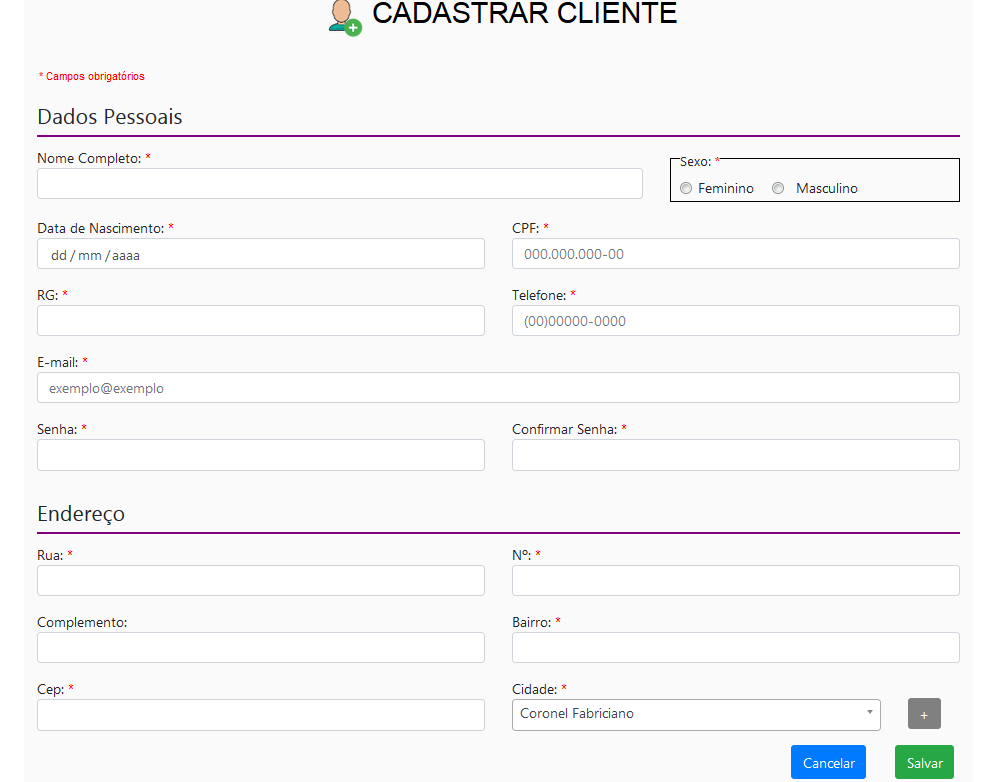 CADASTRAR CLIENTE
* Campos obrigatórios
Dados Pessoais
Nome Completo: *
Sexo: *
Feminino Masculino
Data de Nascimento: * CPF: *
dd / mm / aaaa 000.000.000-00
RG: * Telefone: *
(00)00000-0000
E-mail: *
exemplo@exemplo
Senha: * Confirmar Senha: *
Endereço
Rua: * Nº: *
Complemento: Bairro: *
Cep: * Cidade: *
Coronel Fabriciano +
Cancelar Salvar